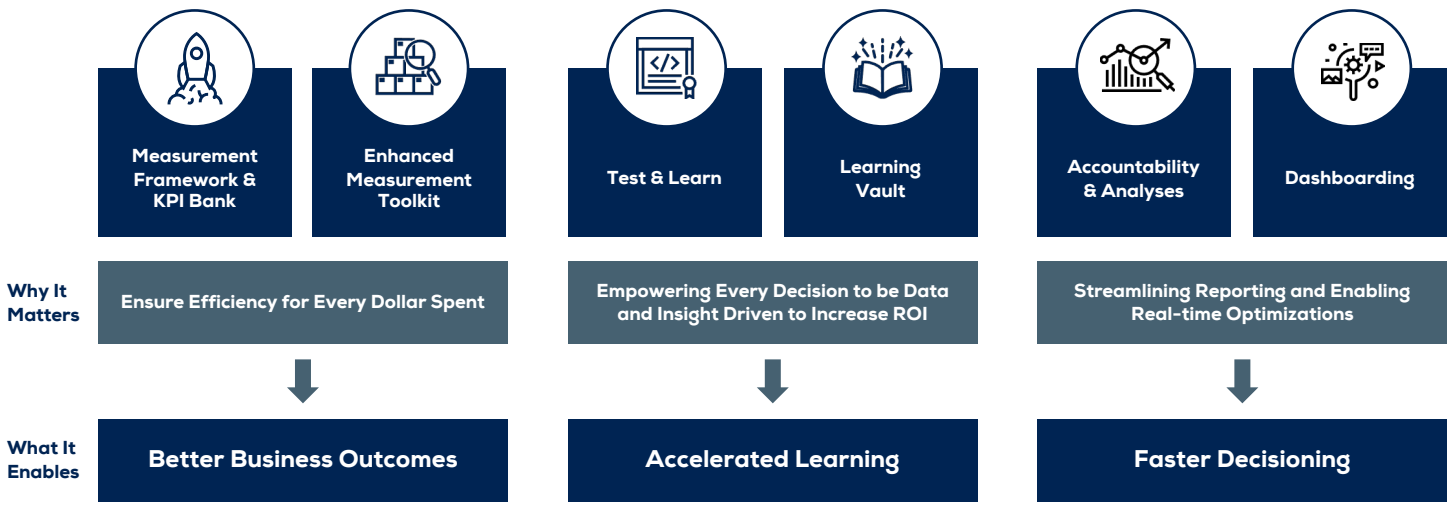 Measurement
Framework &
KPI Bank
Enhanced
Measurement
Toolkit
</>
Test & Learn
Learning
Vault
Accountability
& Analyses
Dashboarding
Why It
Matters
Ensure Efficiency for Every Dollar Spent
Empowering Every Decision to be Data
and Insight Driven to Increase ROI
Streamlining Reporting and Enabling
Real-time Optimizations
What It
Enables
Better Business Outcomes
Accelerated Learning
Faster Decisioning